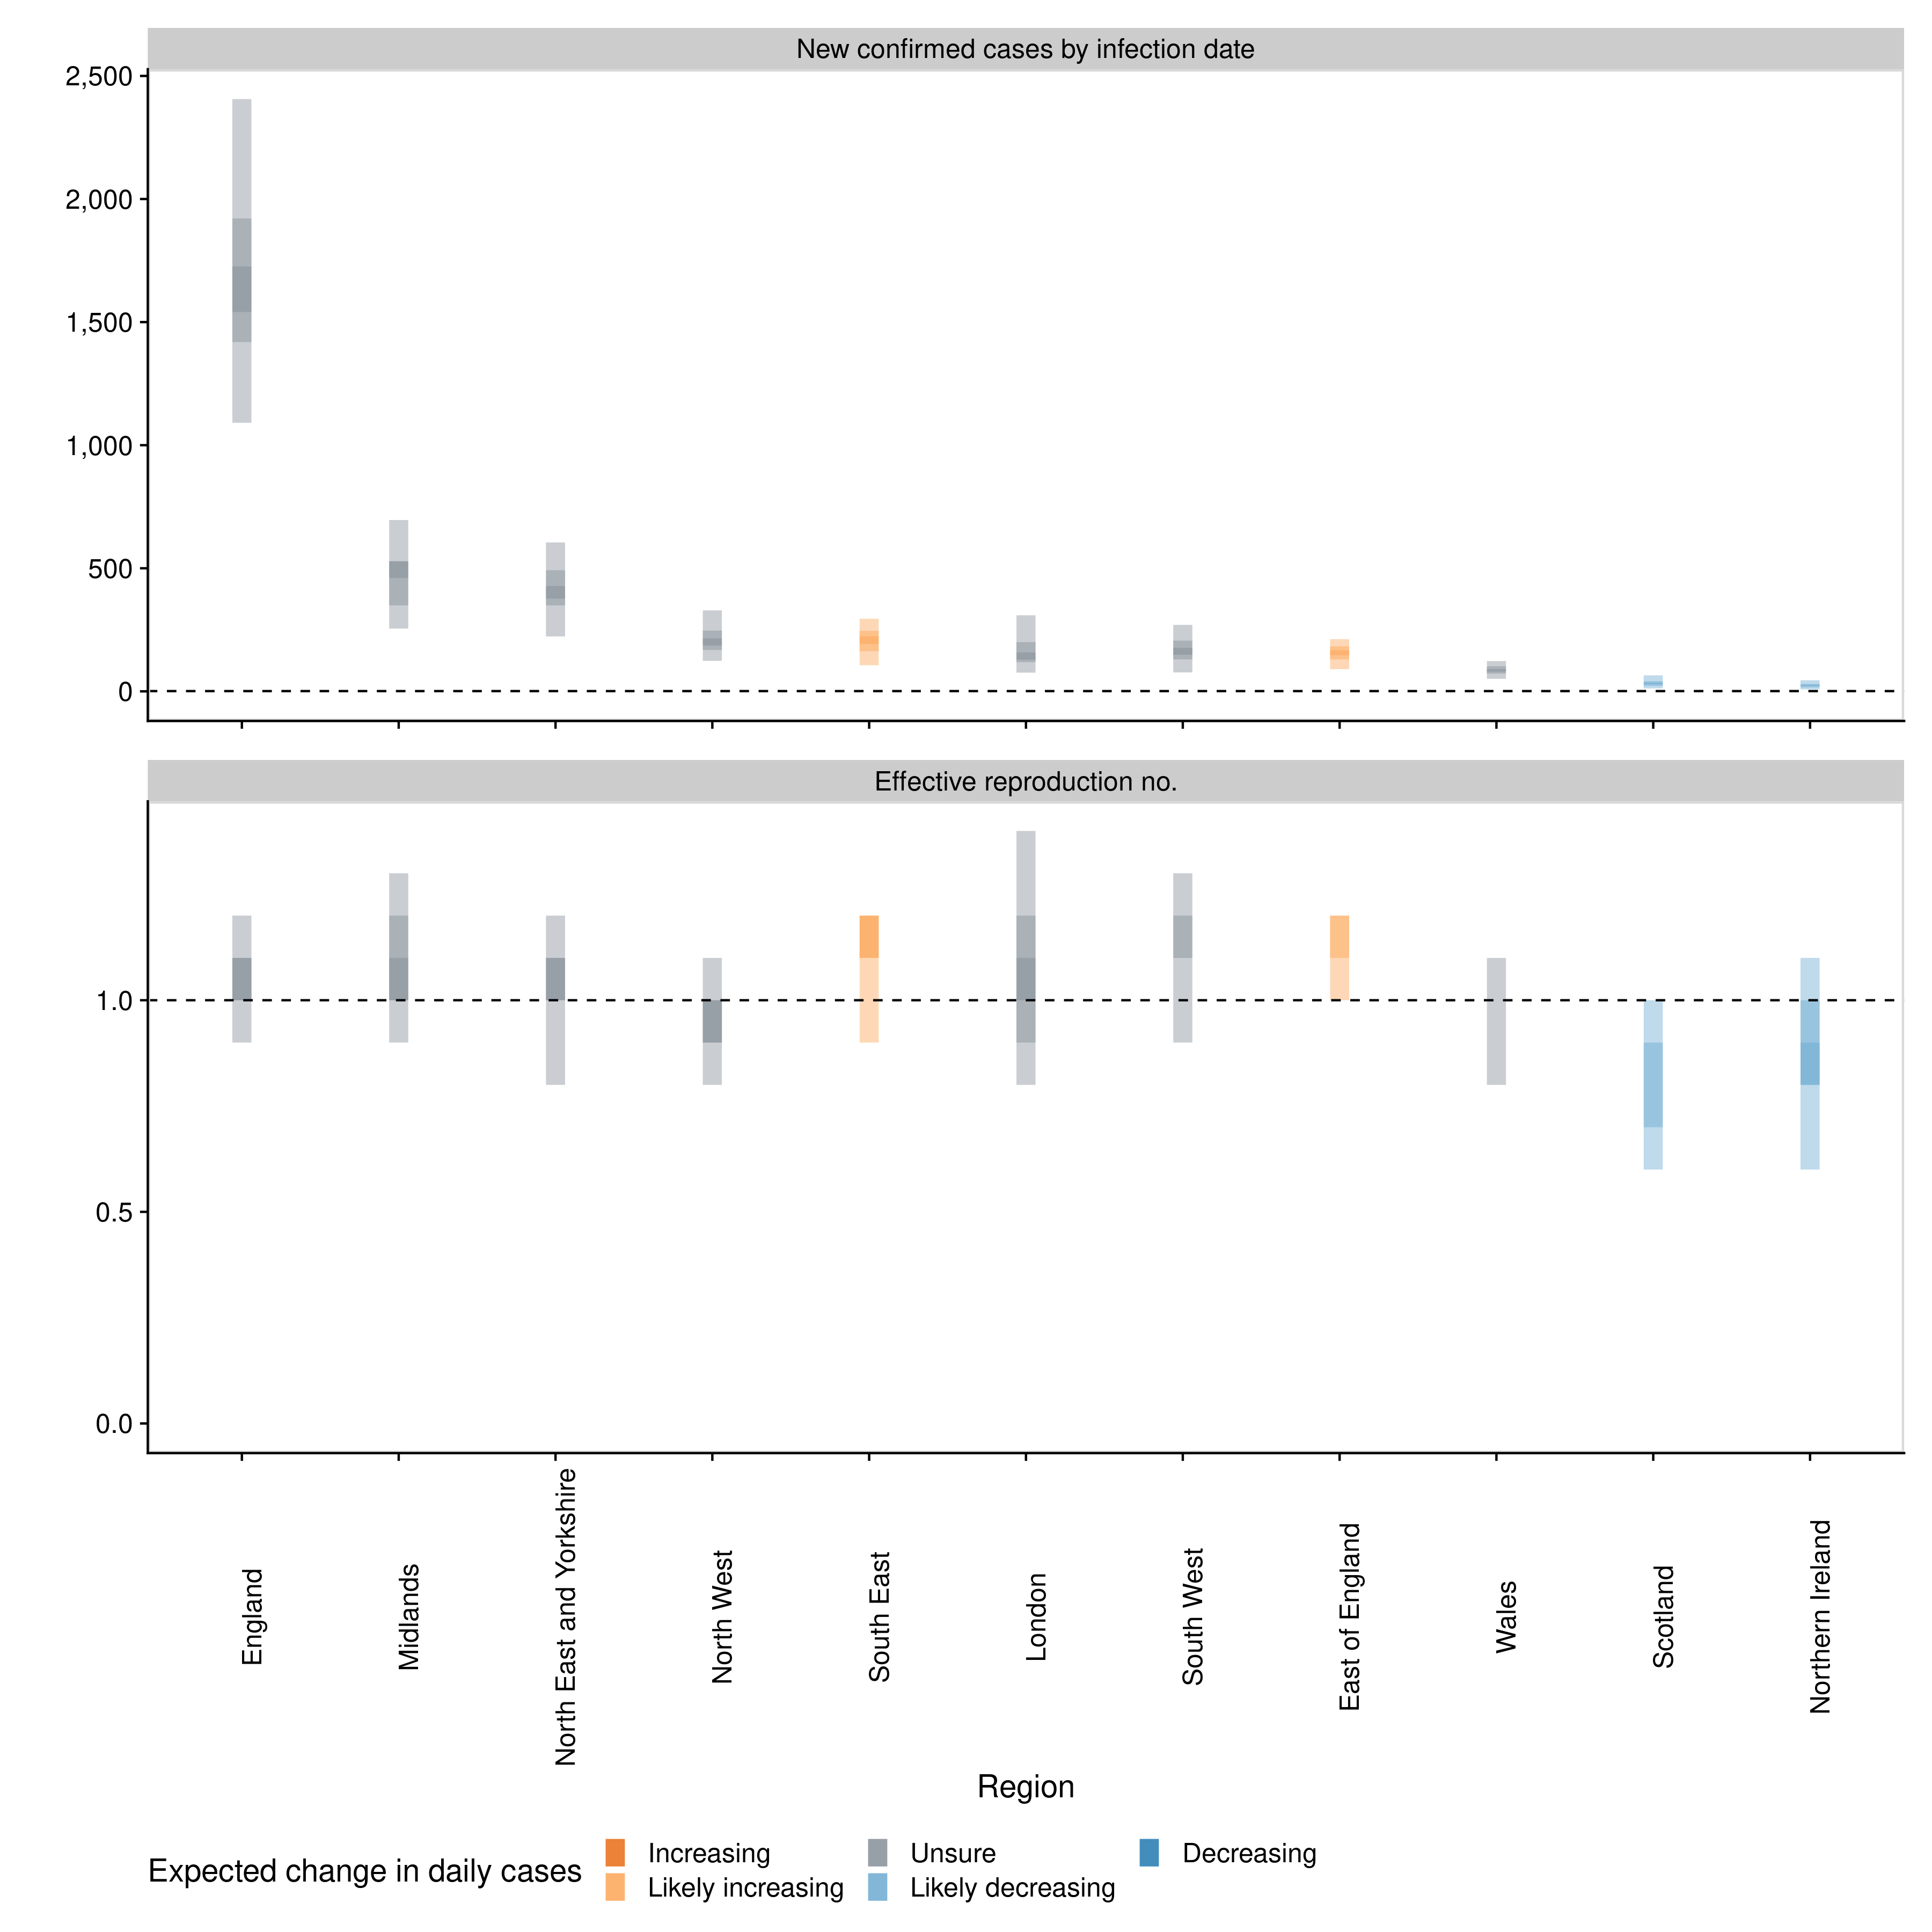 New confirmed cases by infection date
2,500
2,000
1,500
1,000
500
0
Effective reproduction no.
1.0
0.5
0.0
England
Midlands
North East and Yorkshire
North West
South East
London
South West
East of England
Wales
Scotland
Northern Ireland
Region
Expected change in daily cases
Increasing
Likely increasing
Unsure
Likely decreasing
Decreasing